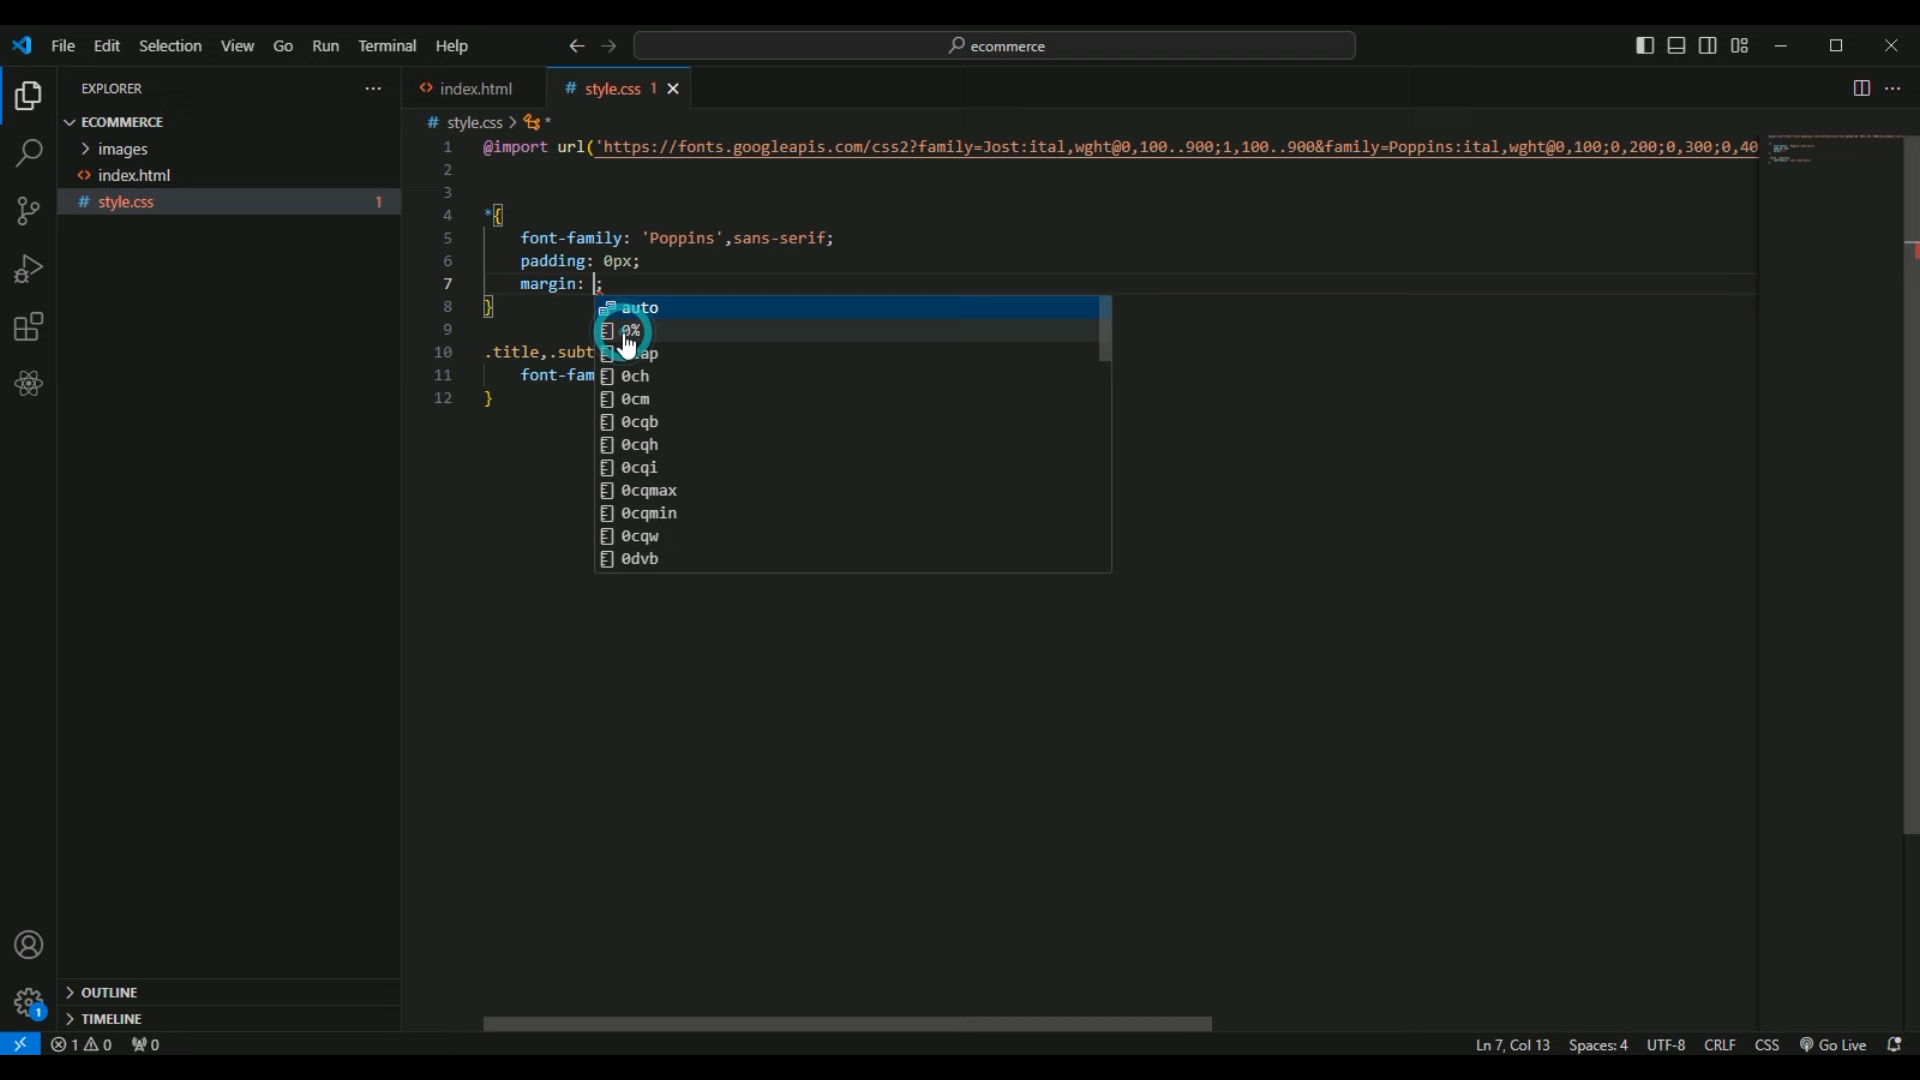 File Edit Selection View Go Run Terminal Help
ecommerce
EXPLORER
index.html
# style.css 1
ECOMMERCE
images
index.html
# style.css 1
# style.css > *
1 @import url('https://fonts.googleapis.com/css2?family=Jost:ital,wght@0,100..900;1,100..900&family=Poppins:ital,wght@0,100;0,200;0,300;0,40
2
3
4 *{
5 font-family: 'Poppins',sans-serif;
6 padding: 0px;
7 margin: ;
8 }
9
10 .title,.subt
11 font-fam
12 }
auto
0%
0ch
0cm
0cqb
0cqh
0cqi
0cqmax
0cqmin
0cqw
0dvb
OUTLINE
TIMELINE
1
1 0 0
Ln 7, Col 13 Spaces: 4 UTF-8 CRLF CSS Go Live